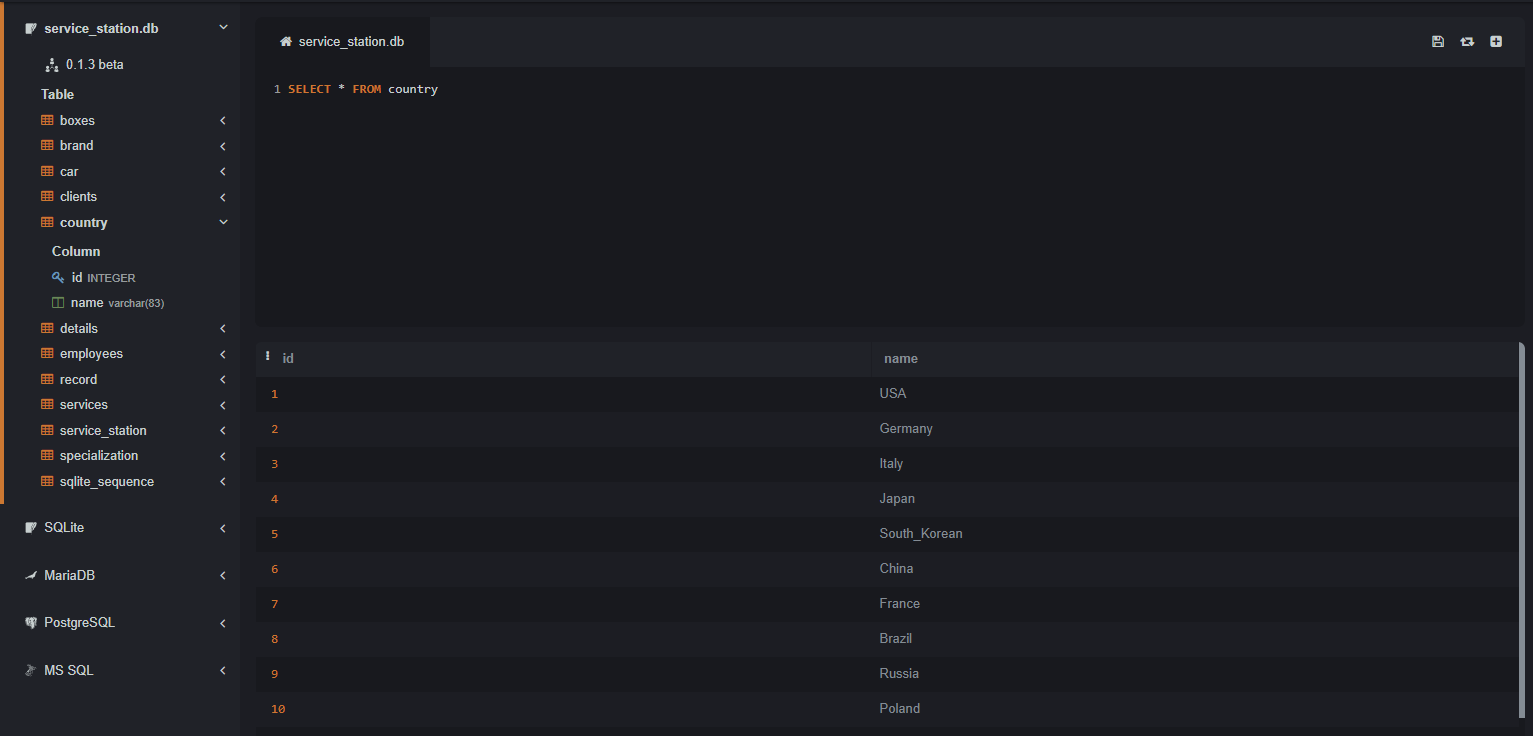 service_station.db
0.1.3 beta
Table
boxes
brand
car
clients
country
Column
id INTEGER
name varchar(83)
details
employees
record
services
service_station
specialization
sqlite_sequence
SQLite
MariaDB
PostgreSQL
MS SQL
service_station.db
1 SELECT * FROM country
id name
1 USA
2 Germany
3 Italy
4 Japan
5 South_Korean
6 China
7 France
8 Brazil
9 Russia
10 Poland